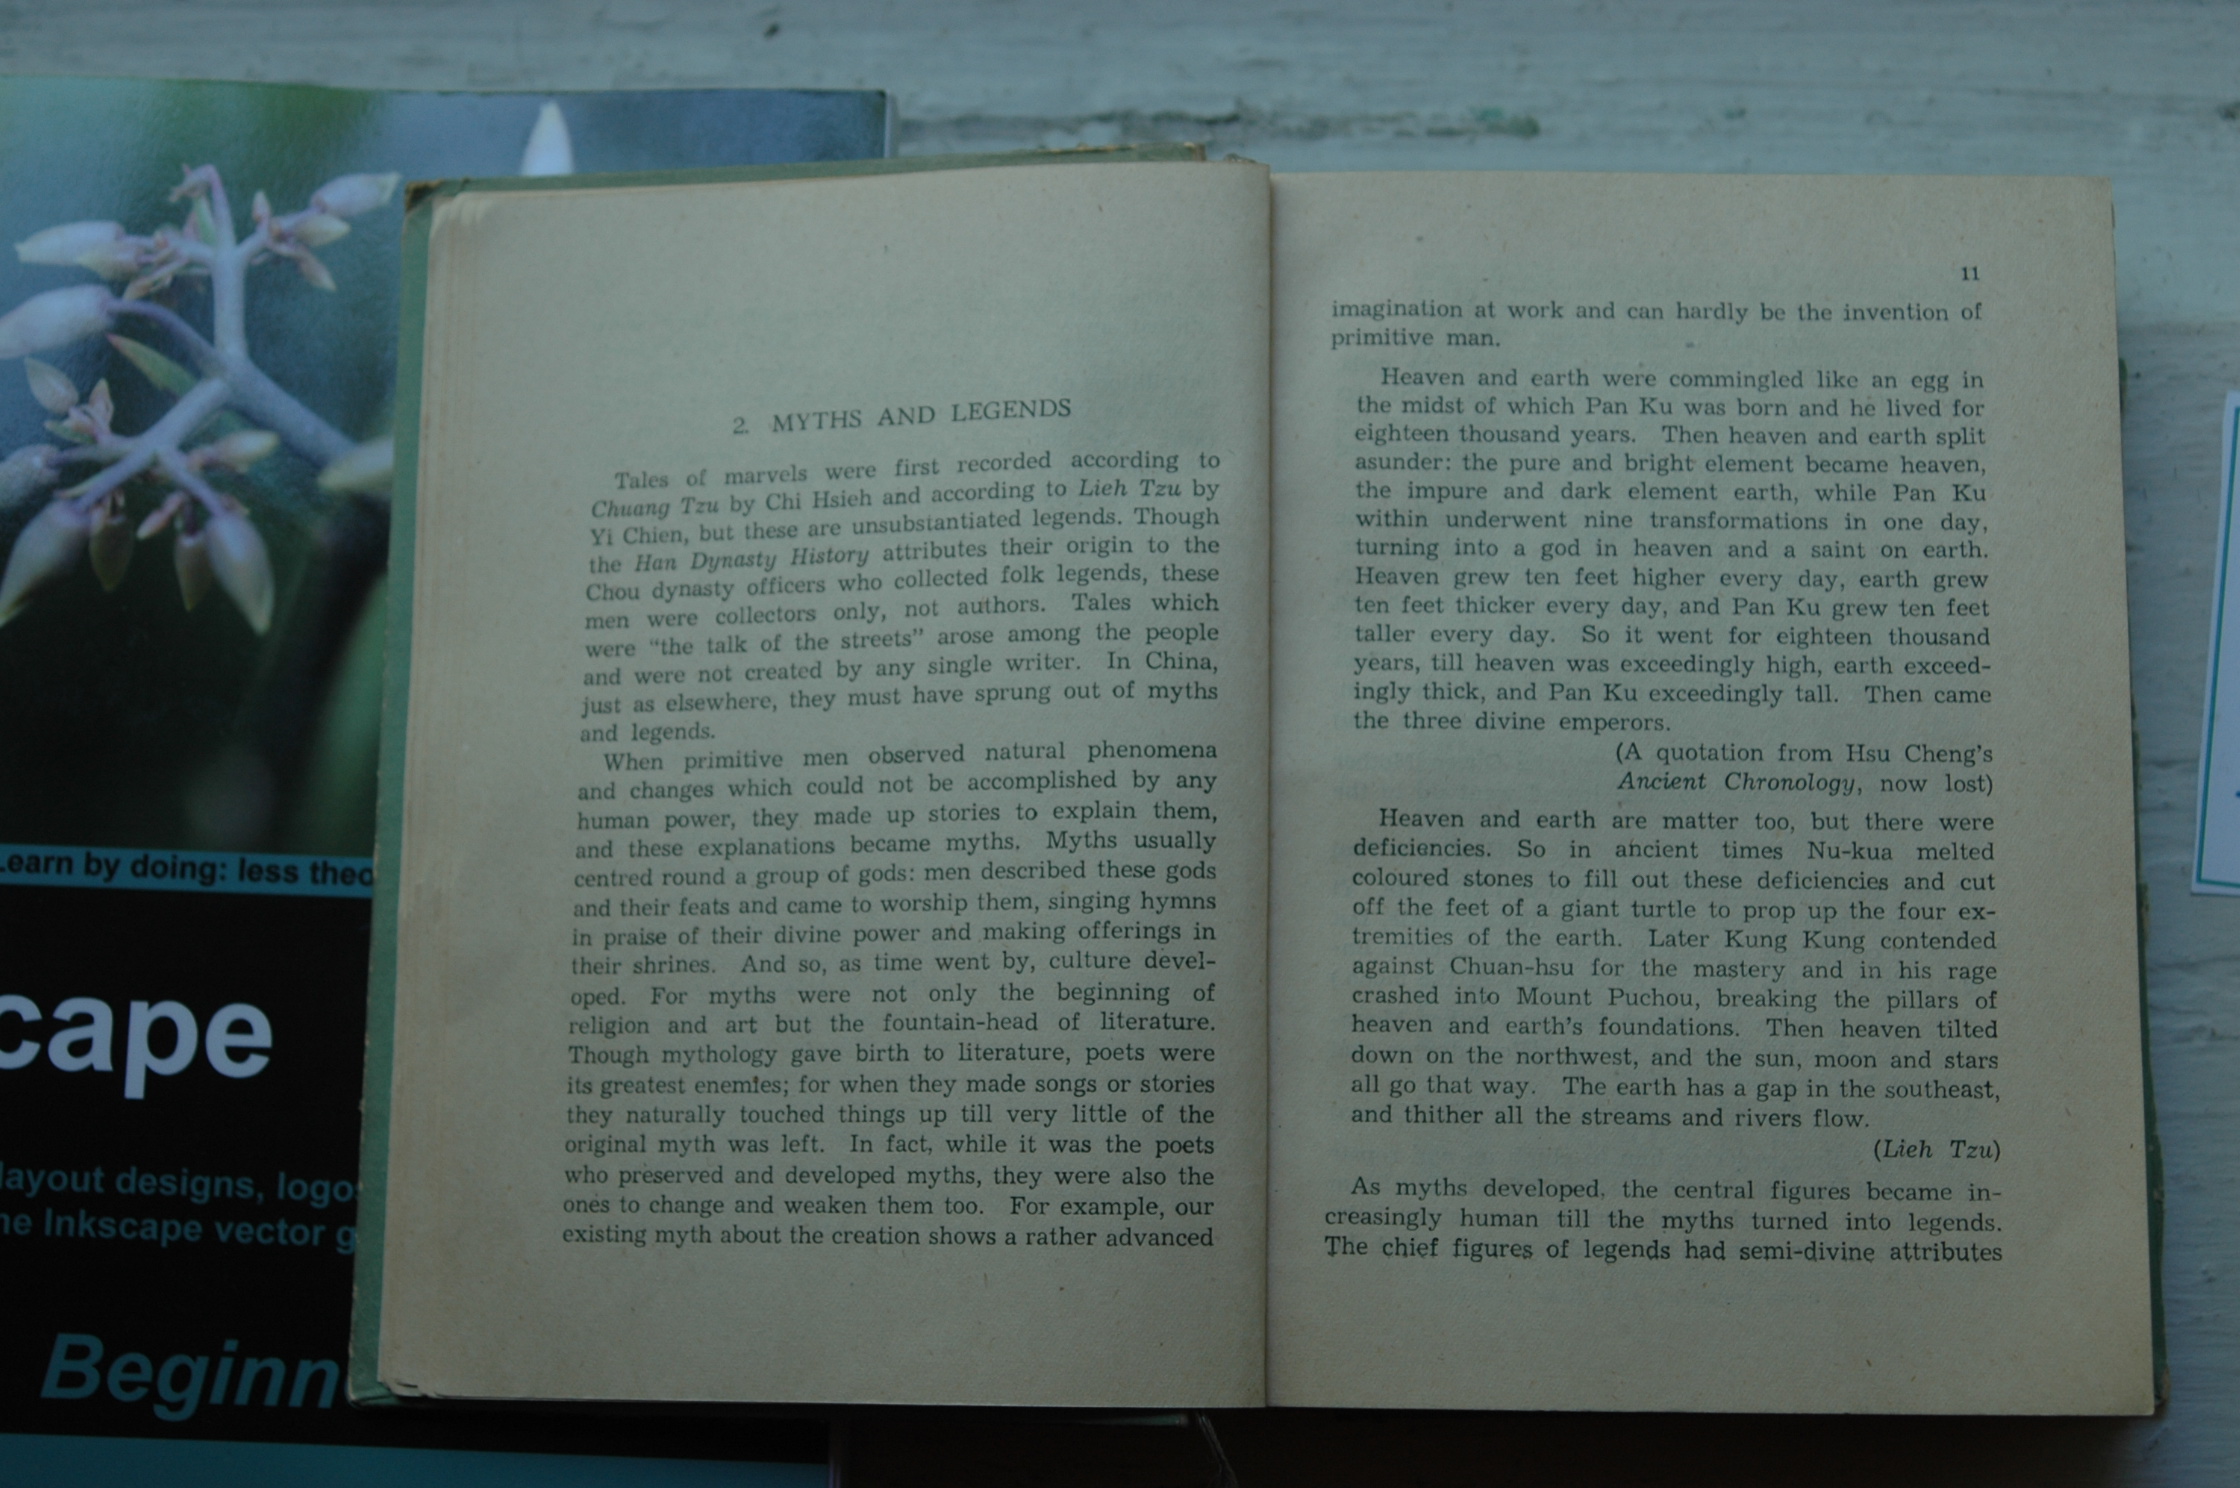 Learn by doing: less
cape
layout designs, logo
Inkscape vector
2. MYTHS AND LEGENDS
Tales of marvels were first recorded according to
Chuang Tzu by Chi Hsieh and according to Lieh Tzu by
Yi Chien, but these are unsubstantiated legends. Though
the Han Dynasty History attributes their origin to the
Chou dynasty officers who collected folk legends, these
men were collectors only, not authors. Tales which
were "the talk of the streets" arose among the people
and were not created by any single writer. In China,
just as elsewhere, they must have sprung out of myths
and legends.
When primitive men observed natural phenomena
and changes which could not be accomplished by any
human power, they made up stories to explain them,
and these explanations became myths. Myths usually
centred round a group of gods: men described these gods
and their feats and came to worship them, singing hymns
in praise of their divine power and making offerings in
their shrines. And so, as time went by, culture devel-
oped. For myths were not only the beginning of
religion and art but the fountain-head of literature.
Though mythology gave birth to literature, poets were
its greatest enemies; for when they made songs or stories
they naturally touched things up till very little of the
original myth was left. In fact, while it was the poets
who preserved and developed myths, they were also the
ones to change and weaken them too. For example, our
existing myth about the creation shows a rather advanced
11
imagination at work and can hardly be the invention of
primitive man.
Heaven and earth were commingled like an egg in
the midst of which Pan Ku was born and he lived for
eighteen thousand years. Then heaven and earth split
asunder: the pure and bright element became heaven,
the impure and dark element earth, while Pan Ku
within underwent nine transformations in one day,
turning into a god in heaven and a saint on earth.
Heaven grew ten feet higher every day, earth grew
ten feet thicker every day, and Pan Ku grew ten feet
taller every day. So it went for eighteen thousand
years, till heaven was exceedingly high, earth exceed-
ingly thick, and Pan Ku exceedingly tall. Then came
the three divine emperors.
(A quotation from Hsu Cheng's
Ancient Chronology, now lost)
Heaven and earth are matter too, but there were
deficiencies. So in ancient times Nu-kua melted
coloured stones to fill out these deficiencies and cut
off the feet of a giant turtle to prop up the four ex-
tremities of the earth. Later Kung Kung contended
against Chuan-hsu for the mastery and in his rage
crashed into Mount Puchou, breaking the pillars of
heaven and earth's foundations. Then heaven tilted
down on the northwest, and the sun, moon and stars
all go that way. The earth has a gap in the southeast,
and thither all the streams and rivers flow.
(Lieh Tzu)
As myths developed, the central figures became in-
creasingly human till the myths turned into legends.
The chief figures of legends had semi-divine attributes
Beginn